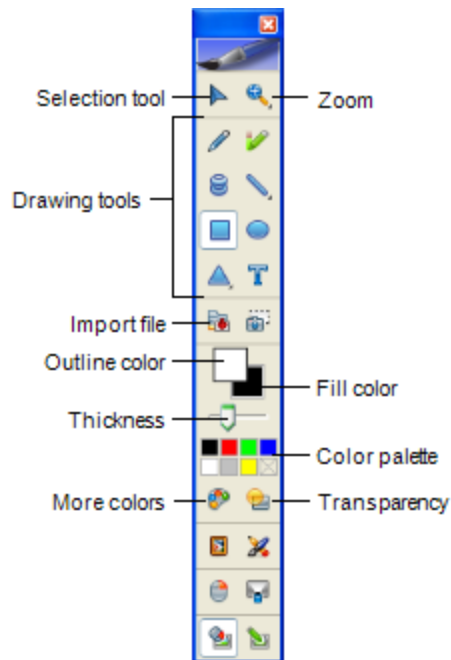 Selection tool
Zoom
Drawing tools
T
Import file
Outline color
Fill color
Thickness
Color palette
More colors
Transparency